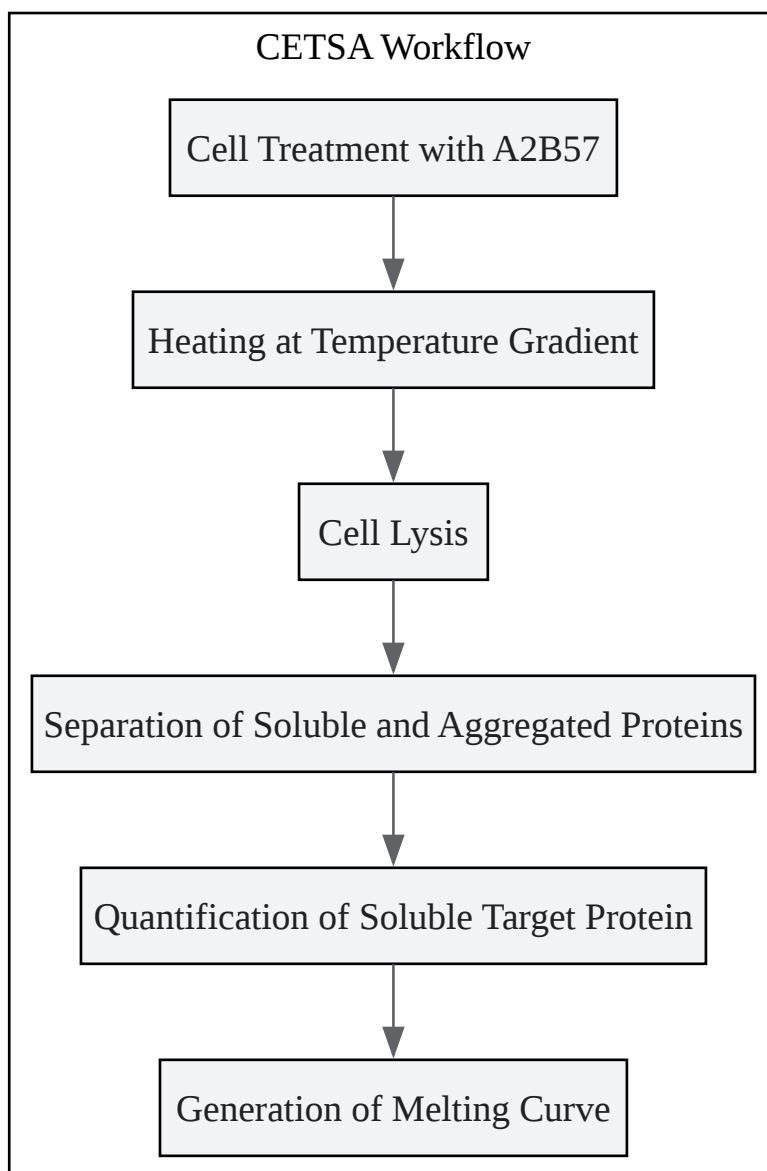 CETSA Workflow
Cell Treatment with A2B57
Heating at Temperature Gradient
Cell Lysis
Separation of Soluble and Aggregated Proteins
Quantification of Soluble Target Protein
Generation of Melting Curve